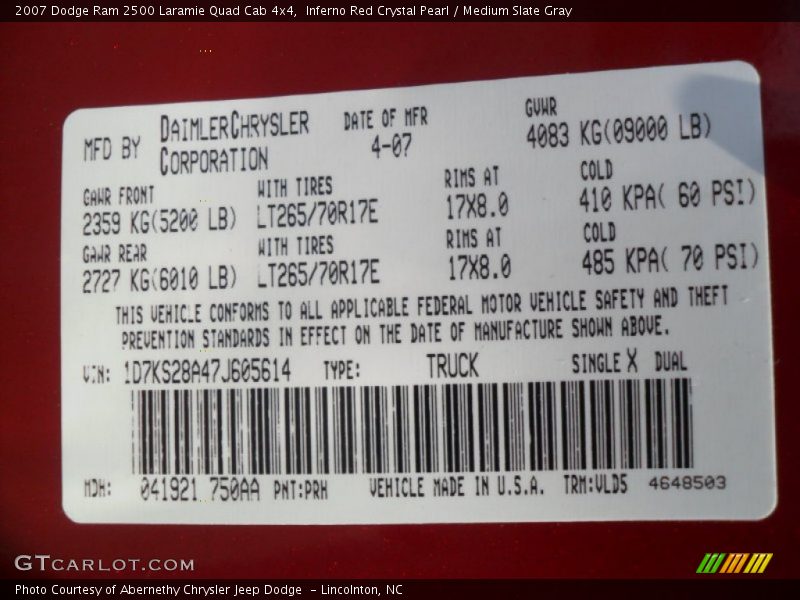 2007 Dodge Ram 2500 Laramie Quad Cab 4x4,  Inferno Red Crystal Pearl / Medium Slate Gray
MFD BY DAIMLERCHRYSLER CORPORATION DATE OF MFR 4-07 GVWR 4083 KG(09000 LB)
GAWR FRONT WITH TIRES RIMS AT COLD
2359 KG(5200 LB) LT265/70R17E 17X8.0 410 KPA( 60 PSI)
GAWR REAR WITH TIRES RIMS AT COLD
2727 KG(6010 LB) LT265/70R17E 17X8.0 485 KPA( 70 PSI)
THIS VEHICLE CONFORMS TO ALL APPLICABLE FEDERAL MOTOR VEHICLE SAFETY AND THEFT
PREVENTION STANDARDS IN EFFECT ON THE DATE OF MANUFACTURE SHOWN ABOVE.
VIN: 1D7KS28A47J605614 TYPE: TRUCK SINGLE X DUAL
MDH: 041921 750AA PNT:PRH VEHICLE MADE IN U.S.A. TRM:VLD5 4648503
GTCARLOT.COM
Photo Courtesy of Abernethy Chrysler Jeep Dodge  – Lincolnton, NC